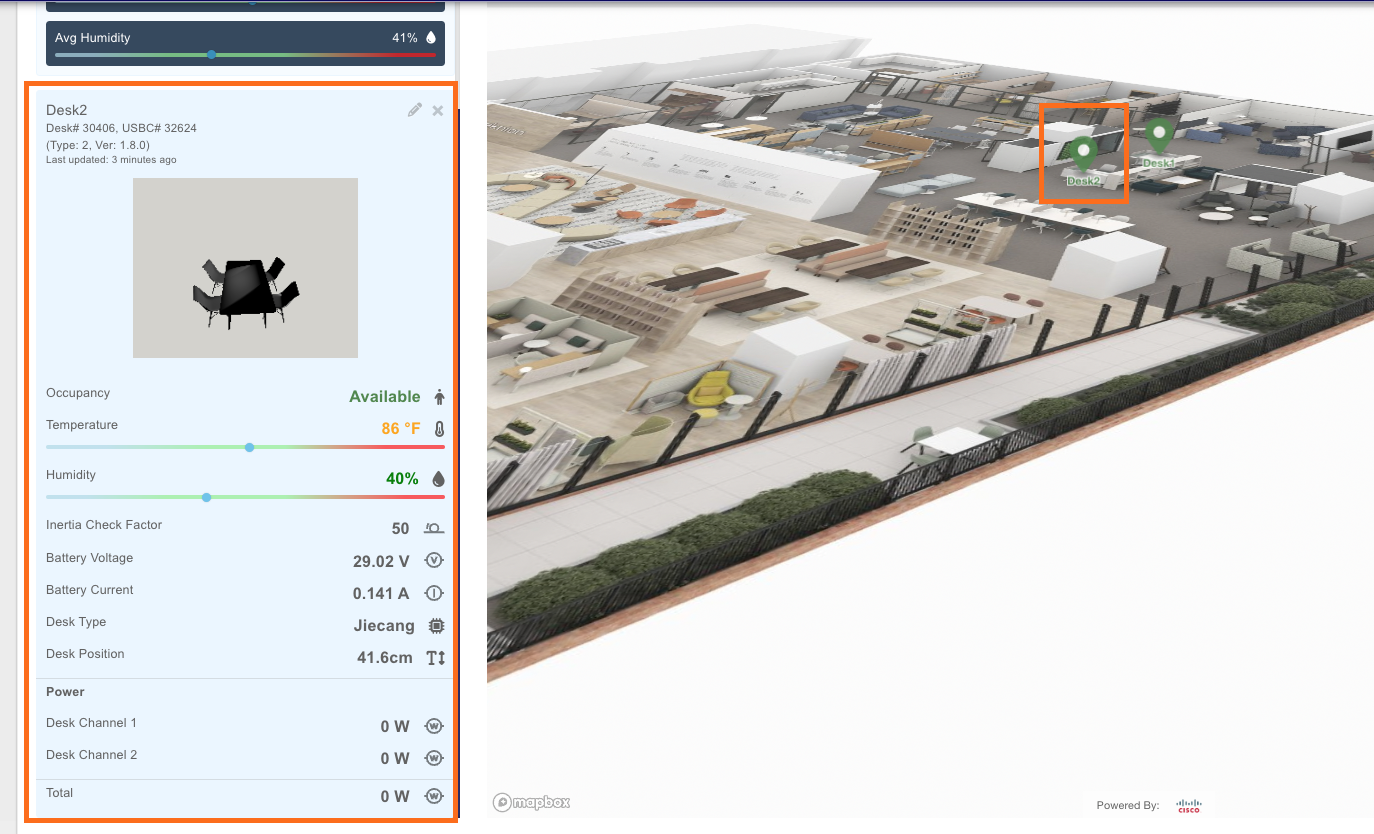 Avg Humidity 41%
Desk2
Desk# 30406, USBC# 32624
(Type: 2, Ver: 1.8.0)
Last updated: 3 minutes ago
Occupancy Available
Temperature 86 °F
Humidity 40%
Inertia Check Factor 50
Battery Voltage 29.02 V
Battery Current 0.141 A
Desk Type Jiecang
Desk Position 41.6cm
Power
Desk Channel 1 0 W
Desk Channel 2 0 W
Total 0 W
Desk2
Desk1
mapbox
Powered By:
CISCO